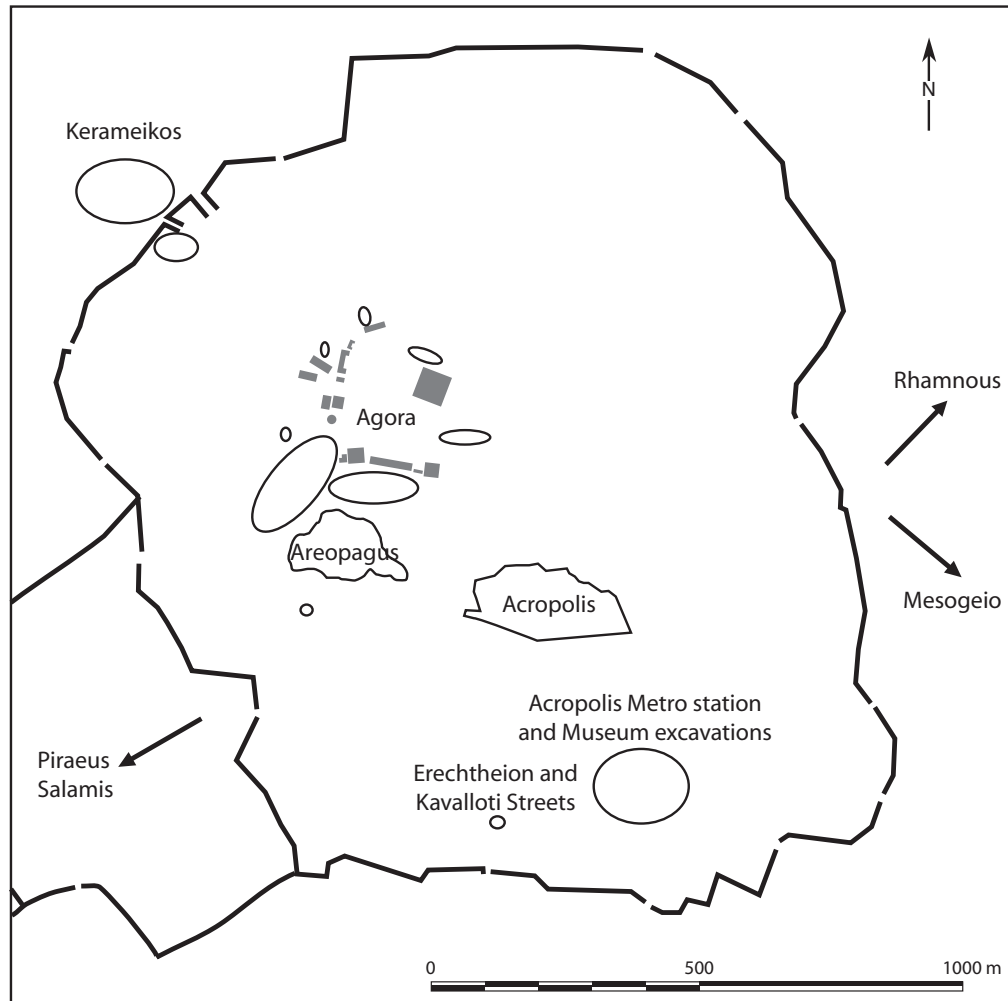 N
Kerameikos
Rhamnous
Agora
Areopagus
Acropolis
Mesogeio
Acropolis Metro station
and Museum excavations
Piraeus
Salamis
Erechtheion and
Kavalloti Streets
0 500 1000 m